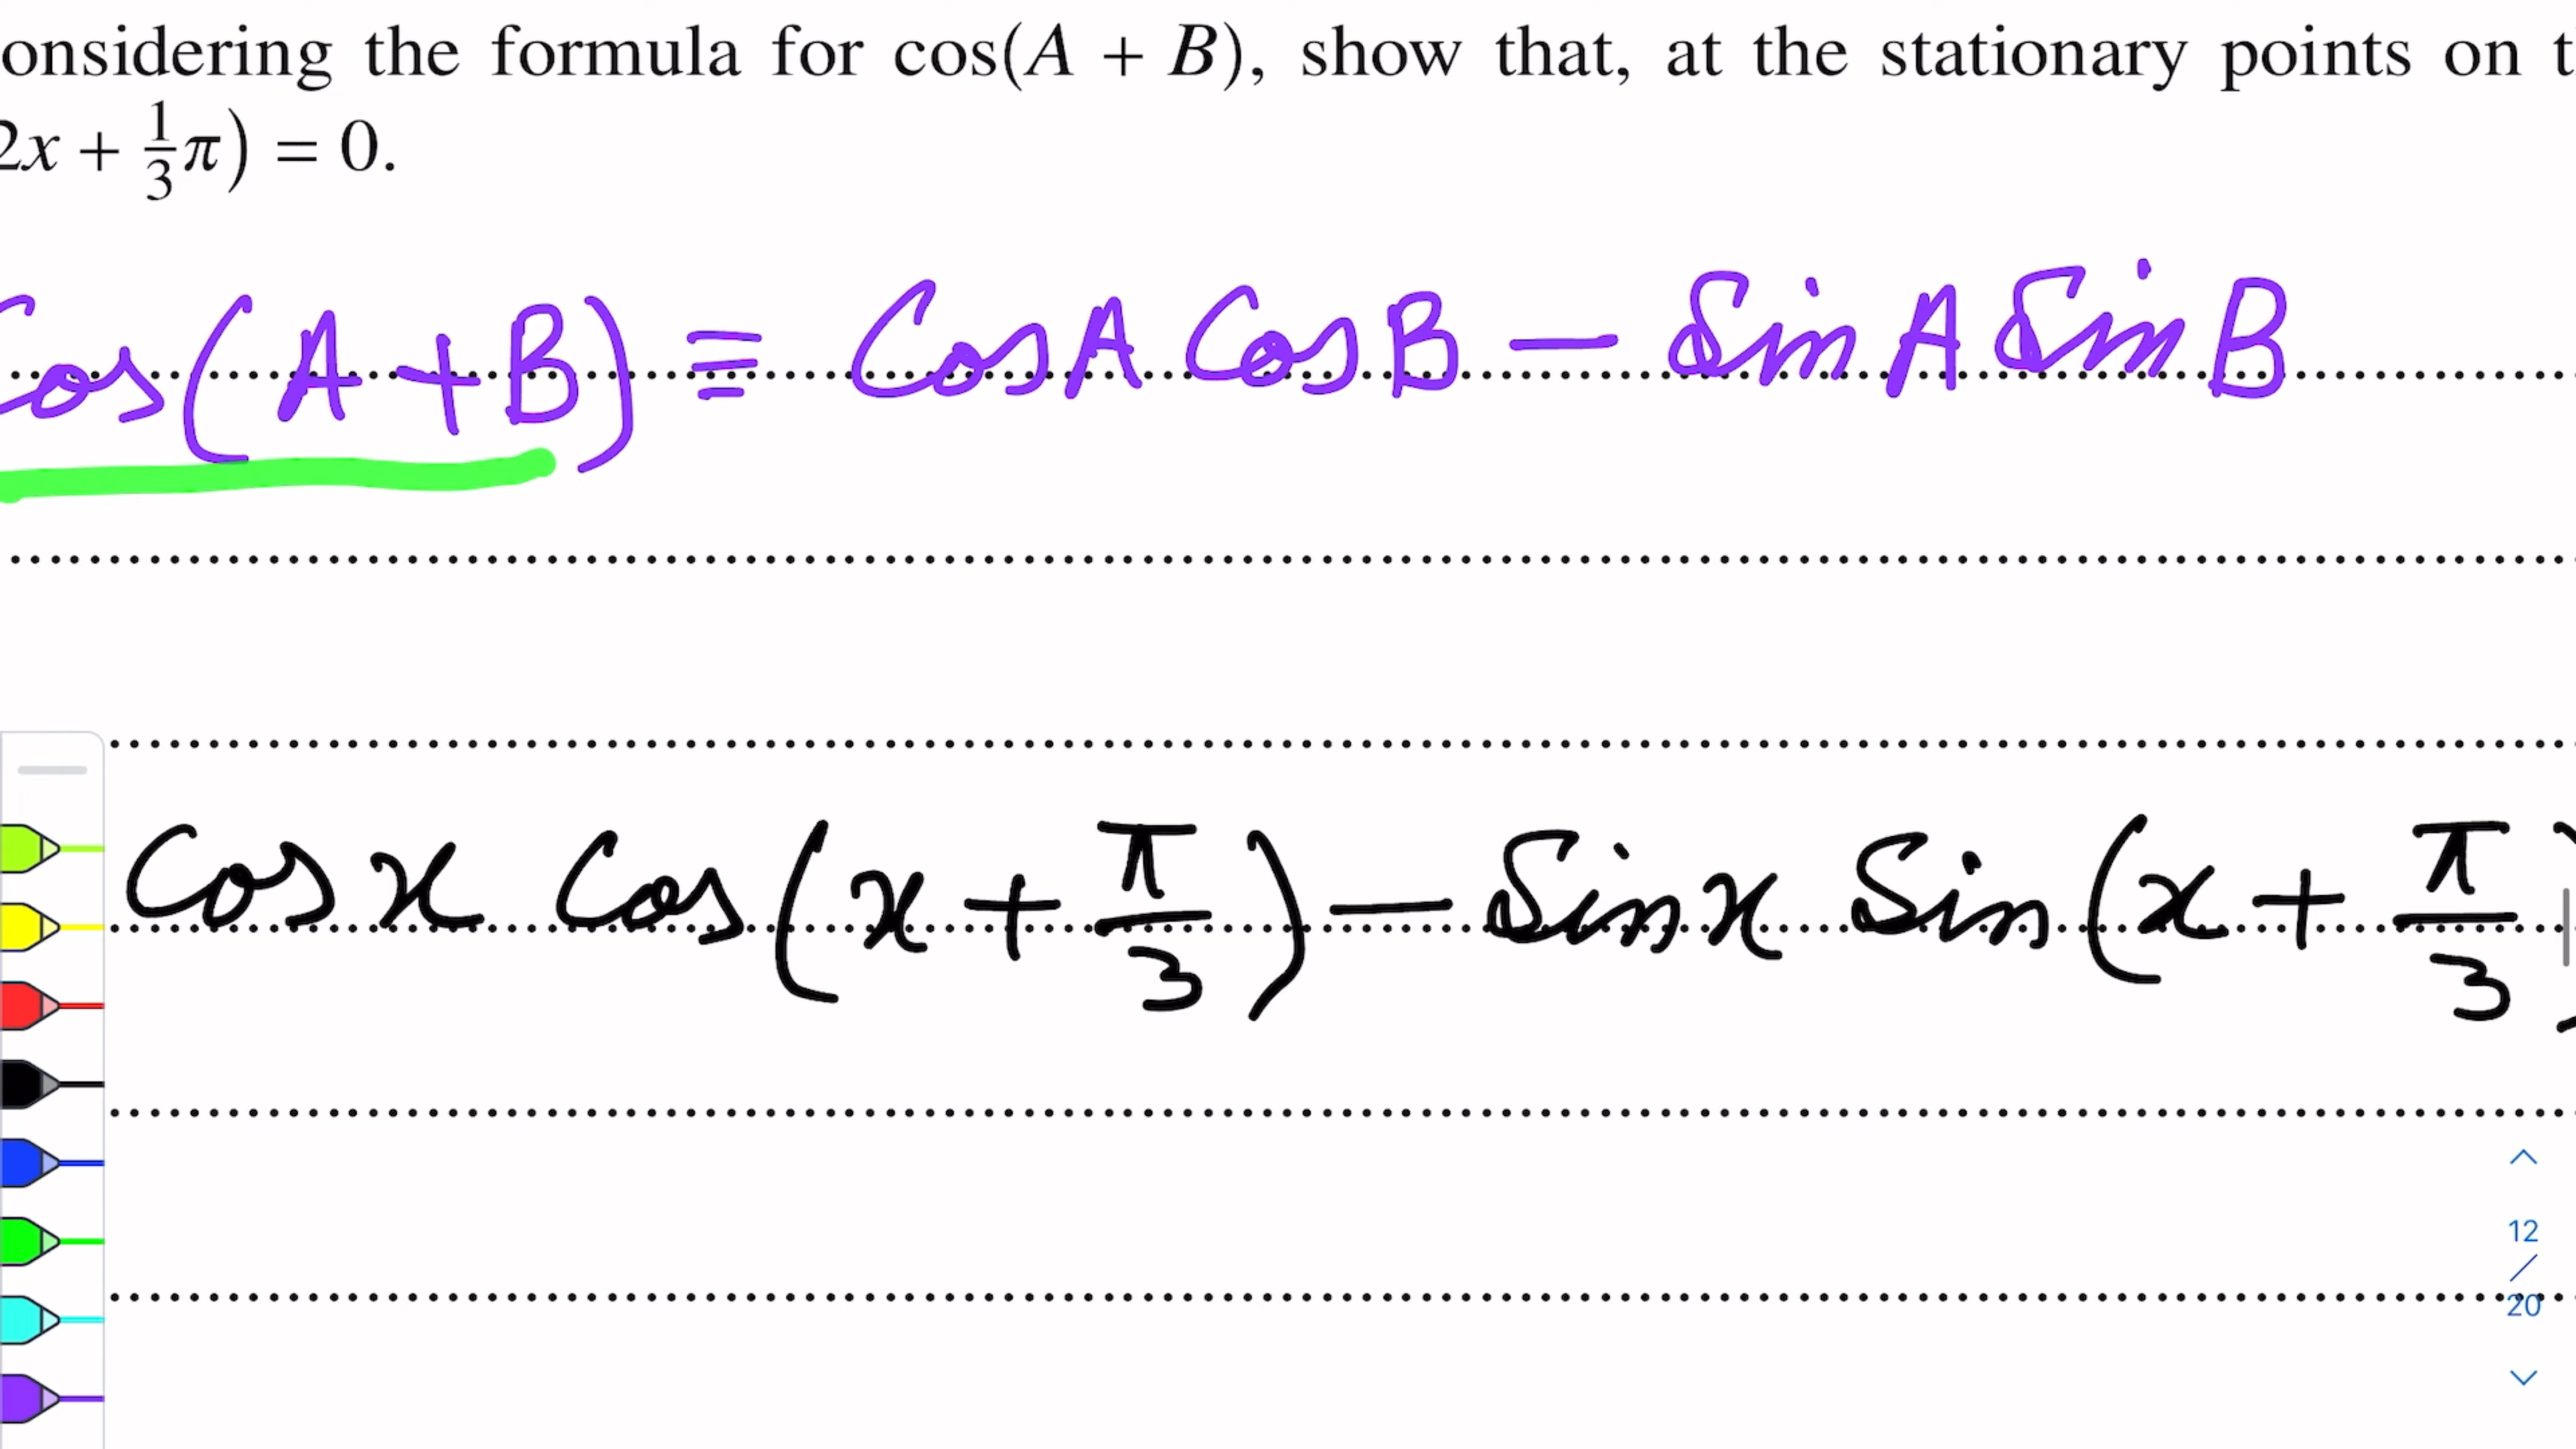 onsidering the formula for cos(A + B), show that, at the stationary points on t
2x + 1/3 π) = 0.
Cos(A+B) ≡ CosA CosB − SinA SinB
Cos x Cos(x + π/3) − Sin x Sin(x + π/3)
12
/
20